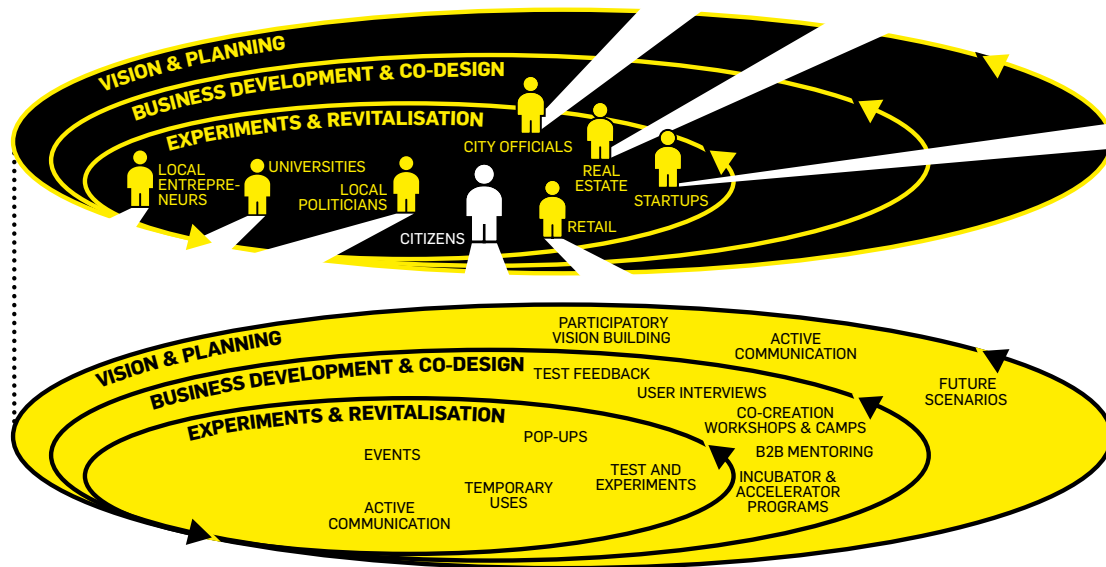 VISION & PLANNING
BUSINESS DEVELOPMENT & CO-DESIGN
EXPERIMENTS & REVITALISATION
CITY OFFICIALS
REAL
ESTATE
STARTUPS
LOCAL
ENTREPRE-
NEURS
UNIVERSITIES
LOCAL
POLITICIANS
CITIZENS
RETAIL
VISION & PLANNING
BUSINESS DEVELOPMENT & CO-DESIGN
EXPERIMENTS & REVITALISATION
PARTICIPATORY
VISION BUILDING
ACTIVE
COMMUNICATION
FUTURE
SCENARIOS
TEST FEEDBACK
USER INTERVIEWS
CO-CREATION
WORKSHOPS & CAMPS
B2B MENTORING
INCUBATOR &
ACCELERATOR
PROGRAMS
POP-UPS
EVENTS
TEST AND
EXPERIMENTS
TEMPORARY
USES
ACTIVE
COMMUNICATION